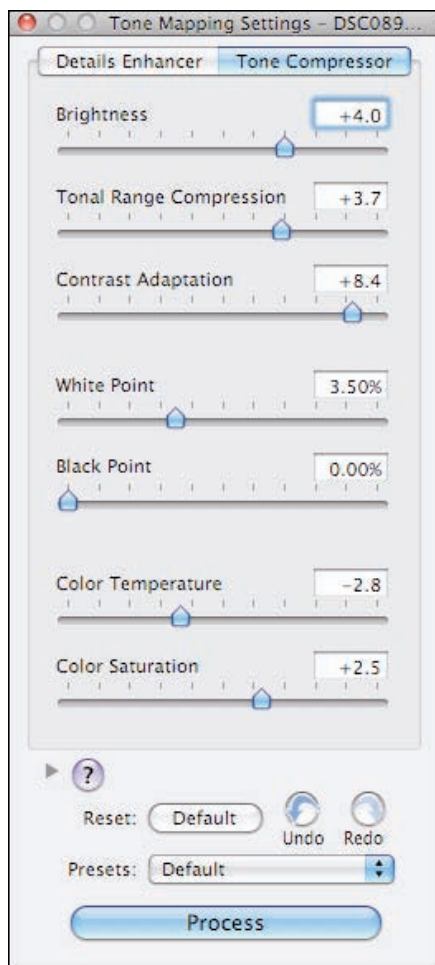 Tone Mapping Settings – DSC089...
Details Enhancer Tone Compressor
Brightness +4.0
Tonal Range Compression +3.7
Contrast Adaptation +8.4
White Point 3.50%
Black Point 0.00%
Color Temperature −2.8
Color Saturation +2.5
?
Reset: Default Undo Redo
Presets: Default
Process